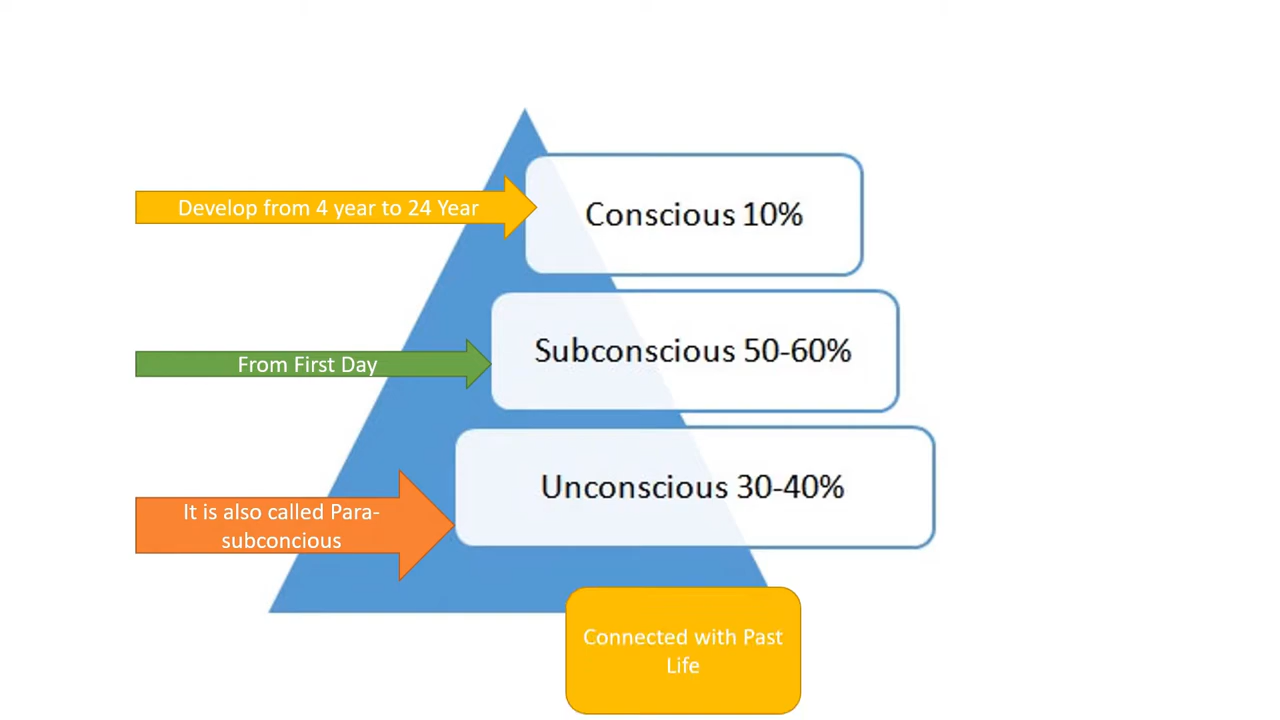 Develop from 4 year to 24 Year
Conscious 10%
From First Day
Subconscious 50-60%
Unconscious 30-40%
It is also called Para-
subconcious
Connected with Past
Life